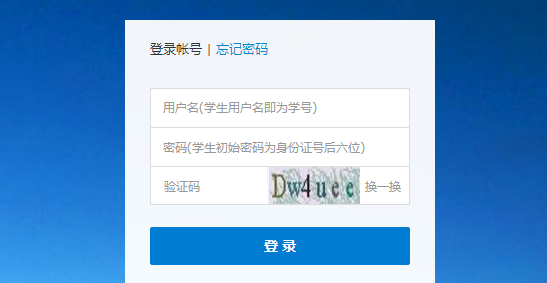 登录帐号 | 忘记密码
用户名(学生用户名即为学号)
密码(学生初始密码为身份证号后六位)
验证码 Dw4uee 换一换
登 录